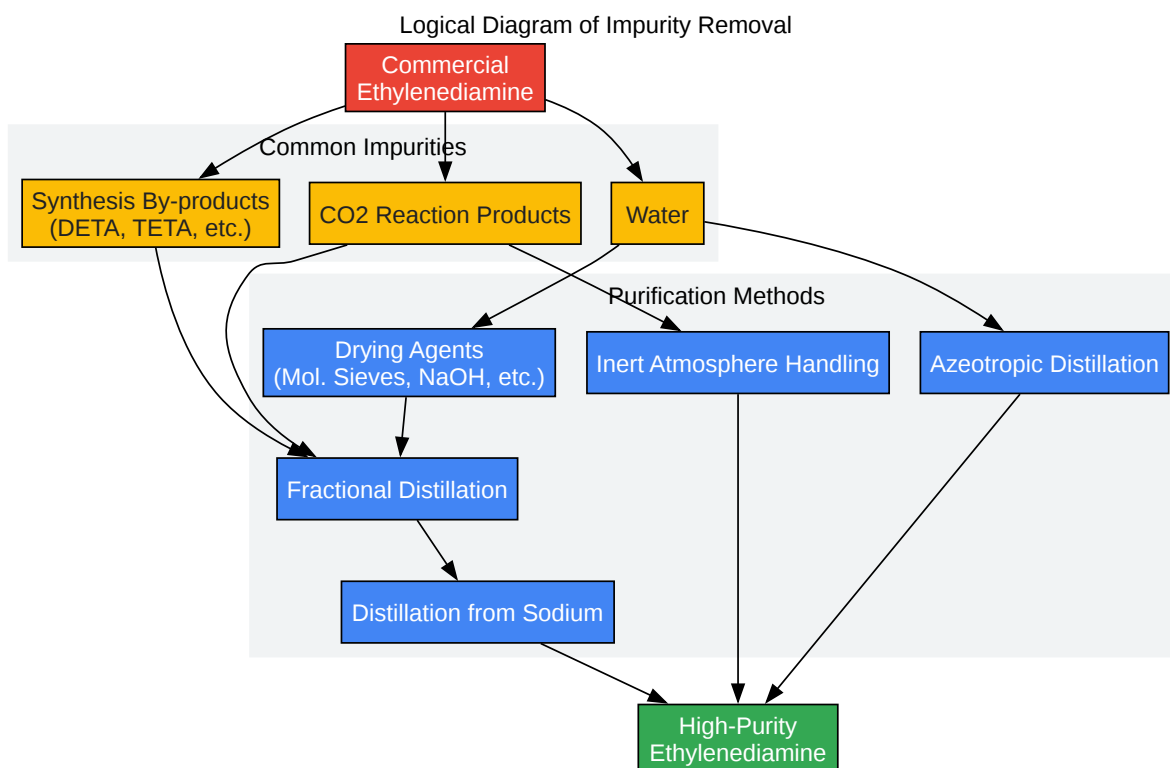 Logical Diagram of Impurity Removal
Commercial
Ethylenediamine
Common Impurities
Synthesis By-products
(DETA, TETA, etc.)
CO2 Reaction Products
Water
Purification Methods
Drying Agents
(Mol. Sieves, NaOH, etc.)
Inert Atmosphere Handling
Azeotropic Distillation
Fractional Distillation
Distillation from Sodium
High-Purity
Ethylenediamine